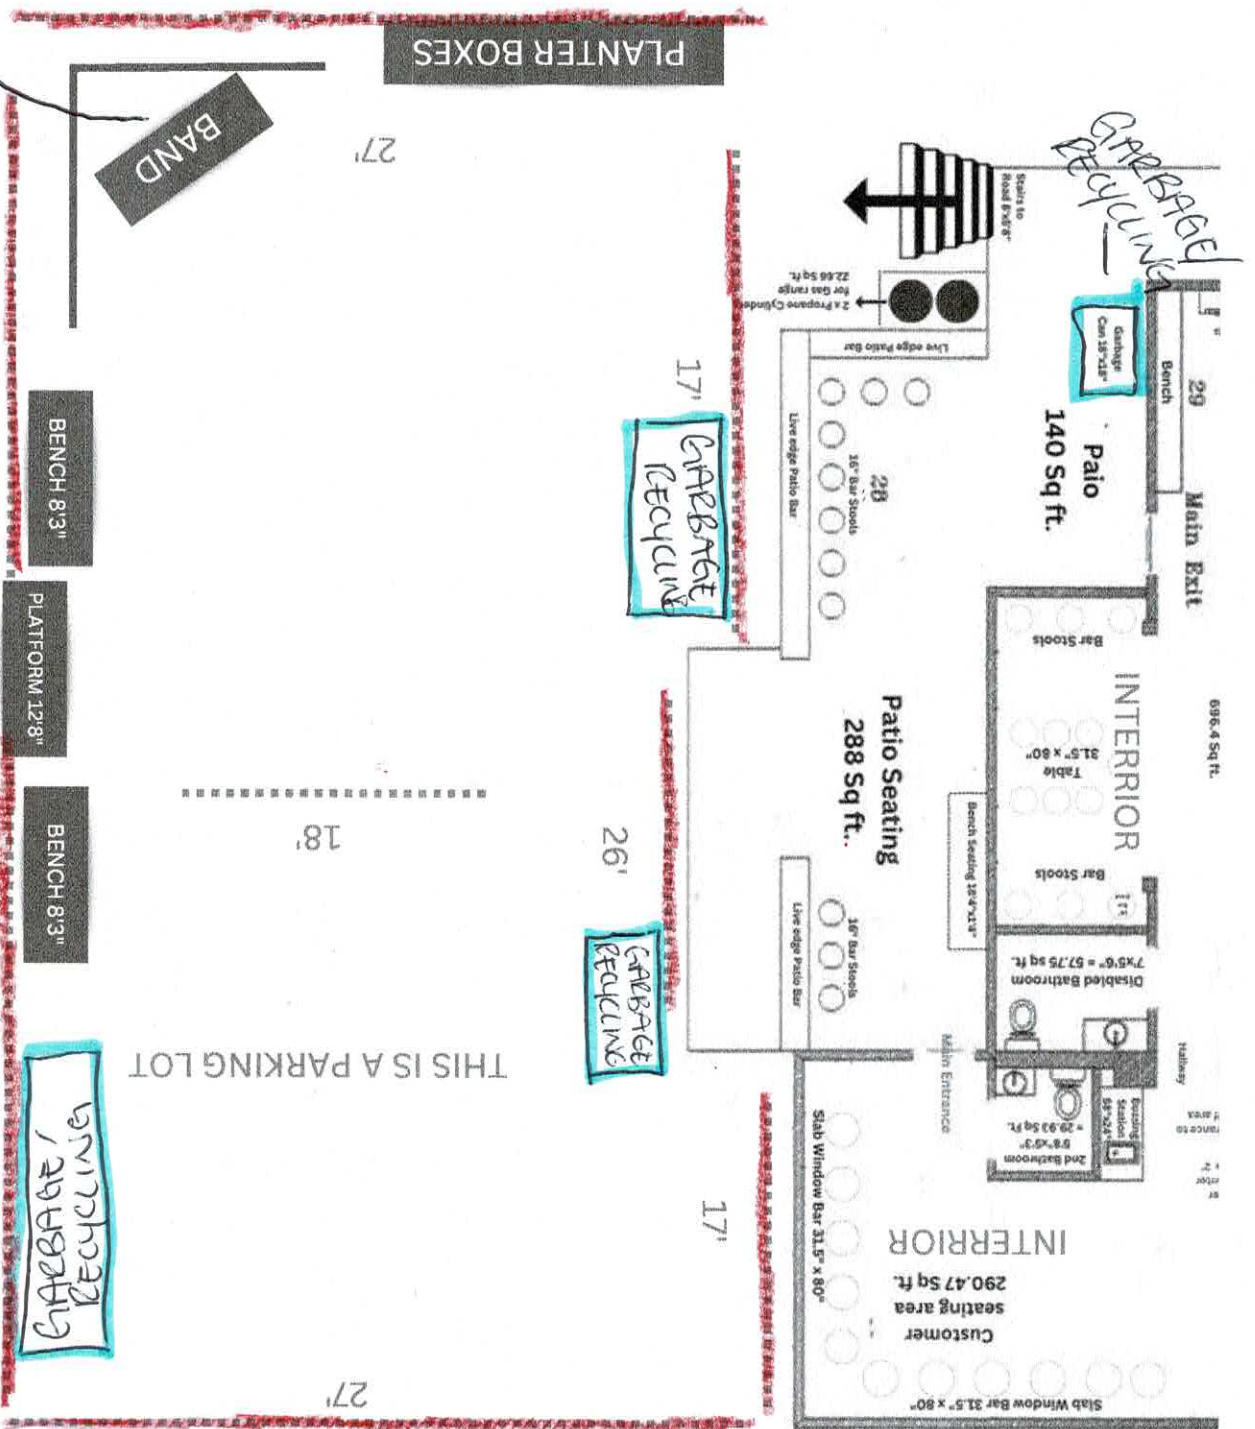 PLANTER BOXES
BAND
27'
GARBAGE/
RECYCLING
Stairs to
Road 6'x6'8"
2 x Propane Cylinders
for Gas range
22.66 Sq ft.
Live edge Patio Bar
Garbage
Can 18"x18"
Bench
29
Main Exit
Paio
140 Sq ft.
17'
GARBAGE
RECYCLING
Live edge Patio Bar
16" Bar Stools
28
BENCH 8'3"
PLATFORM 12'8"
BENCH 8'3"
Bar Stools
INTERRIOR
Table
31.5" x 80"
Bar Stools
696.4 Sq ft.
Patio Seating
288 Sq ft..
Bench Seating 18'4"x1'4"
18'
26'
Live edge Patio Bar
16" Bar Stools
GARBAGE
RECYCLING
Disabled Bathroom
7'x5'6" = 57.75 sq ft.
Main Entrance
Hallway
2nd Bathroom
5'8"x5'3"
= 29.93 Sq Ft.
Bussing
Station
THIS IS A PARKING LOT
GARBAGE/
RECYCLING
17'
Slab Window Bar 31.5" x 80"
INTERRIOR
Customer
seating area
290.47 Sq ft.
27'
Slab Window Bar 31.5" x 80"